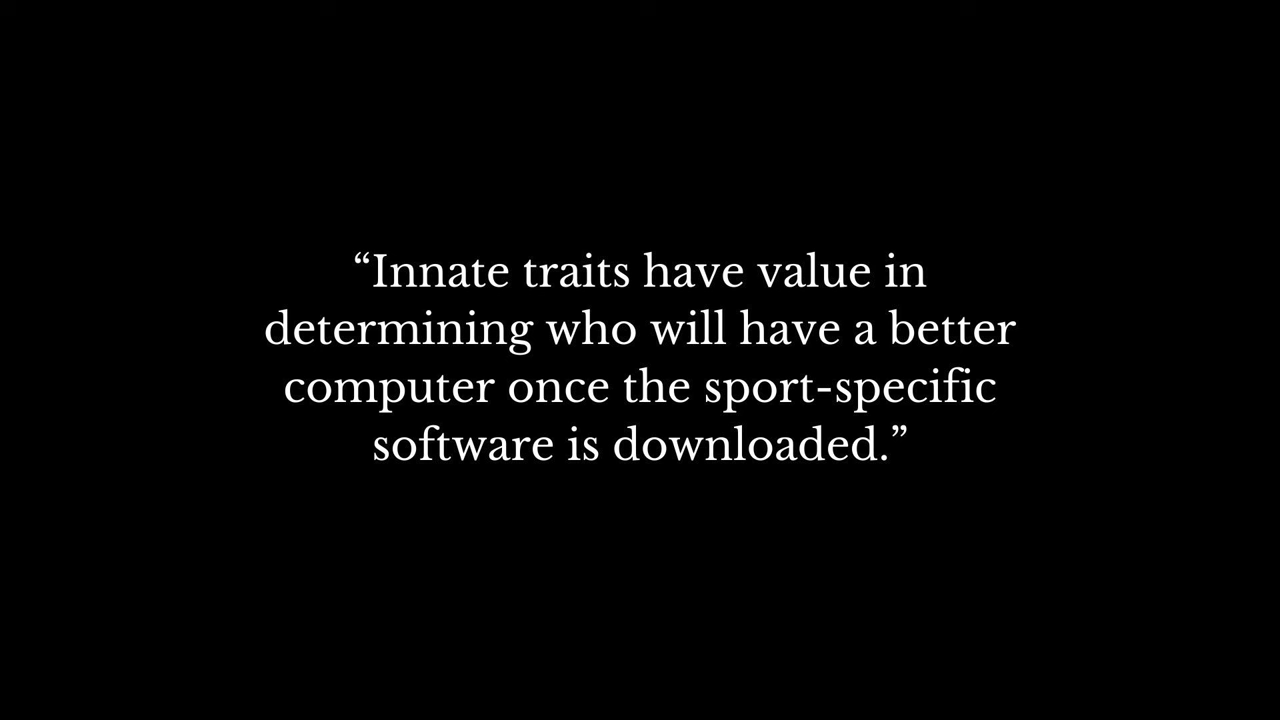 “Innate traits have value in
determining who will have a better
computer once the sport-specific
software is downloaded.”